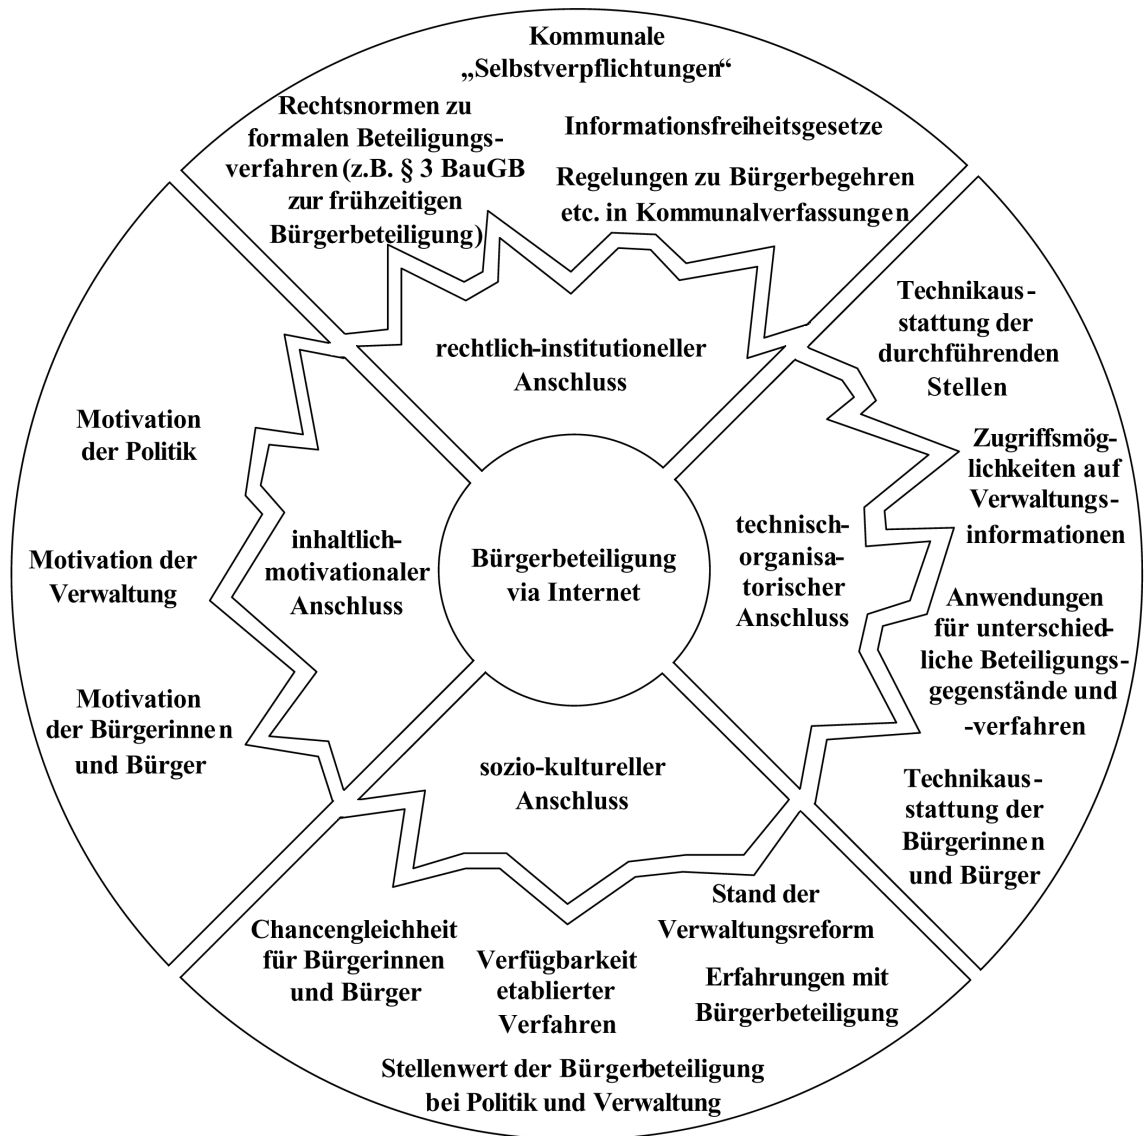 Kommunale
„Selbstverpflichtungen“
Rechtsnormen zu
formalen Beteiligungs-
verfahren (z.B. § 3 BauGB
zur frühzeitigen
Bürgerbeteiligung)
Informationsfreiheitsgesetze
Regelungen zu Bürgerbegehren
etc. in Kommunalverfassungen
rechtlich-institutioneller
Anschluss
Technikaus-
stattung der
durchführenden
Stellen
Zugriffsmög-
lichkeiten auf
Verwaltungs-
informationen
Anwendungen
für unterschied-
liche Beteiligungs-
gegenstände und
-verfahren
Technikaus-
stattung der
Bürgerinnen
und Bürger
technisch-
organisa-
torischer
Anschluss
Bürgerbeteiligung
via Internet
inhaltlich-
motivationaler
Anschluss
Motivation
der Politik
Motivation der
Verwaltung
Motivation
der Bürgerinnen
und Bürger
sozio-kultureller
Anschluss
Chancengleichheit
für Bürgerinnen
und Bürger
Verfügbarkeit
etablierter
Verfahren
Stand der
Verwaltungsreform
Erfahrungen mit
Bürgerbeteiligung
Stellenwert der Bürgerbeteiligung
bei Politik und Verwaltung